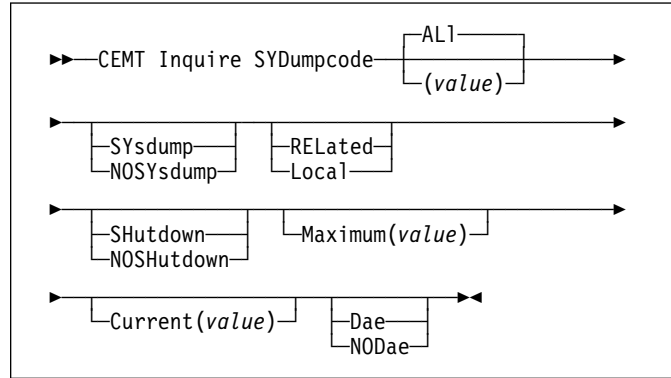 ALl
CEMT Inquire SYDumpcode
(value)
SYsdump RELated
NOSYsdump Local
SHutdown Maximum(value)
NOSHutdown
Current(value) Dae
NODae